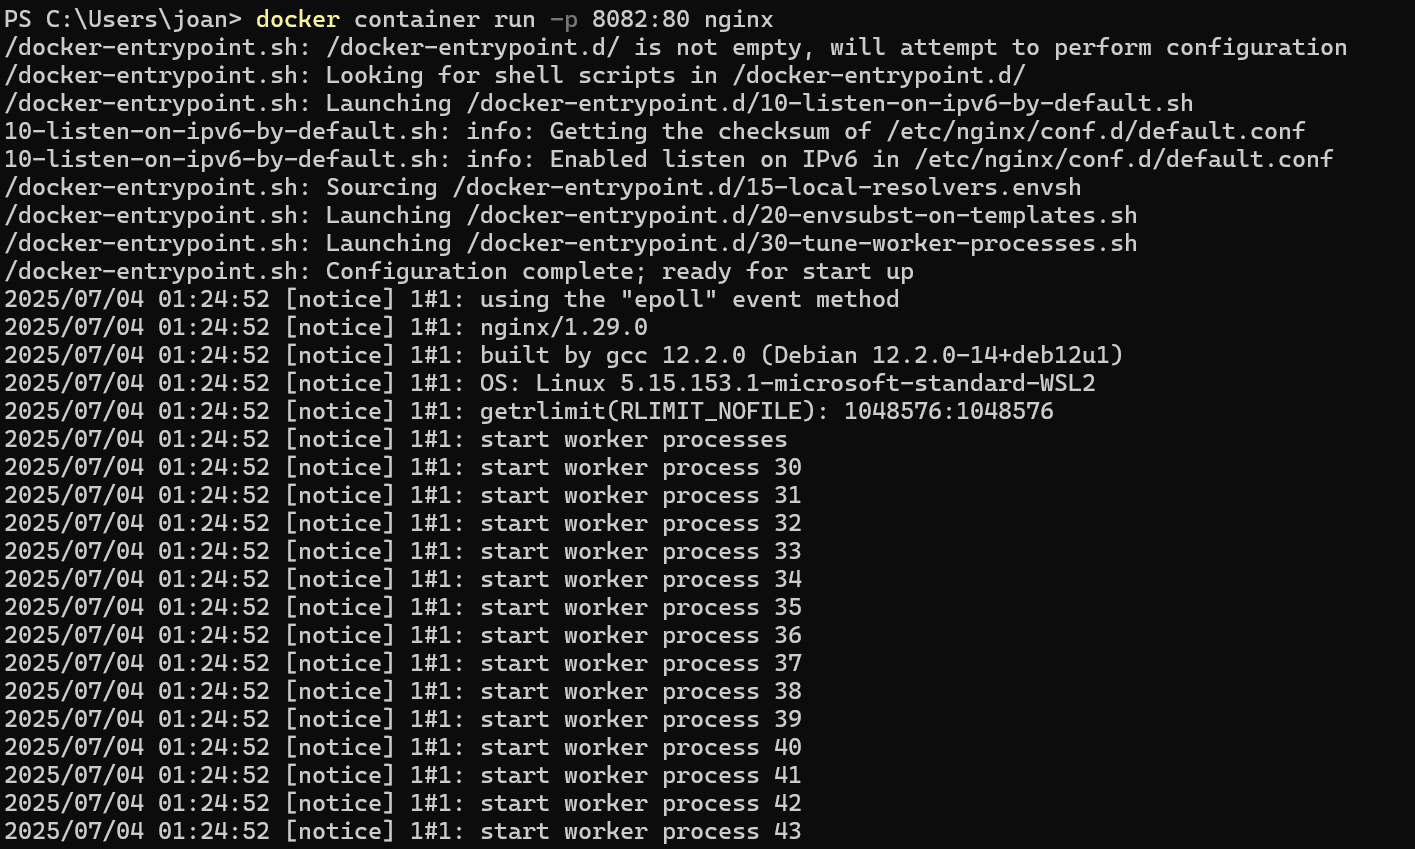 PS C:\Users\joan> docker container run -p 8082:80 nginx
/docker-entrypoint.sh: /docker-entrypoint.d/ is not empty, will attempt to perform configuration
/docker-entrypoint.sh: Looking for shell scripts in /docker-entrypoint.d/
/docker-entrypoint.sh: Launching /docker-entrypoint.d/10-listen-on-ipv6-by-default.sh
10-listen-on-ipv6-by-default.sh: info: Getting the checksum of /etc/nginx/conf.d/default.conf
10-listen-on-ipv6-by-default.sh: info: Enabled listen on IPv6 in /etc/nginx/conf.d/default.conf
/docker-entrypoint.sh: Sourcing /docker-entrypoint.d/15-local-resolvers.envsh
/docker-entrypoint.sh: Launching /docker-entrypoint.d/20-envsubst-on-templates.sh
/docker-entrypoint.sh: Launching /docker-entrypoint.d/30-tune-worker-processes.sh
/docker-entrypoint.sh: Configuration complete; ready for start up
2025/07/04 01:24:52 [notice] 1#1: using the "epoll" event method
2025/07/04 01:24:52 [notice] 1#1: nginx/1.29.0
2025/07/04 01:24:52 [notice] 1#1: built by gcc 12.2.0 (Debian 12.2.0-14+deb12u1)
2025/07/04 01:24:52 [notice] 1#1: OS: Linux 5.15.153.1-microsoft-standard-WSL2
2025/07/04 01:24:52 [notice] 1#1: getrlimit(RLIMIT_NOFILE): 1048576:1048576
2025/07/04 01:24:52 [notice] 1#1: start worker processes
2025/07/04 01:24:52 [notice] 1#1: start worker process 30
2025/07/04 01:24:52 [notice] 1#1: start worker process 31
2025/07/04 01:24:52 [notice] 1#1: start worker process 32
2025/07/04 01:24:52 [notice] 1#1: start worker process 33
2025/07/04 01:24:52 [notice] 1#1: start worker process 34
2025/07/04 01:24:52 [notice] 1#1: start worker process 35
2025/07/04 01:24:52 [notice] 1#1: start worker process 36
2025/07/04 01:24:52 [notice] 1#1: start worker process 37
2025/07/04 01:24:52 [notice] 1#1: start worker process 38
2025/07/04 01:24:52 [notice] 1#1: start worker process 39
2025/07/04 01:24:52 [notice] 1#1: start worker process 40
2025/07/04 01:24:52 [notice] 1#1: start worker process 41
2025/07/04 01:24:52 [notice] 1#1: start worker process 42
2025/07/04 01:24:52 [notice] 1#1: start worker process 43